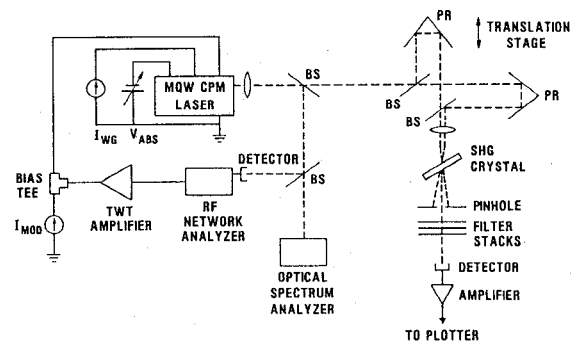 PR
TRANSLATION
STAGE
MQW CPM
LASER
BS
BS
PR
BS
I_WG
V_ABS
DETECTOR
BS
SHG
CRYSTAL
BIAS
TEE
TWT
AMPLIFIER
RF
NETWORK
ANALYZER
PINHOLE
FILTER
STACKS
I_MOD
OPTICAL
SPECTRUM
ANALYZER
DETECTOR
AMPLIFIER
TO PLOTTER